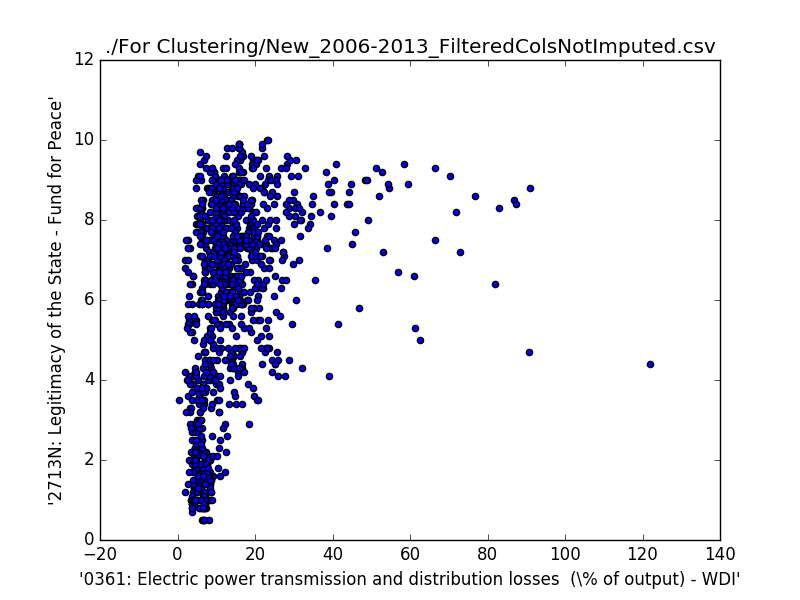 ./For Clustering/New_2006-2013_FilteredColsNotImputed.csv
12
10
8
6
4
2
0
'2713N: Legitimacy of the State - Fund for Peace'
−20 0 20 40 60 80 100 120 140
'0361: Electric power transmission and distribution losses (\% of output) - WDI'